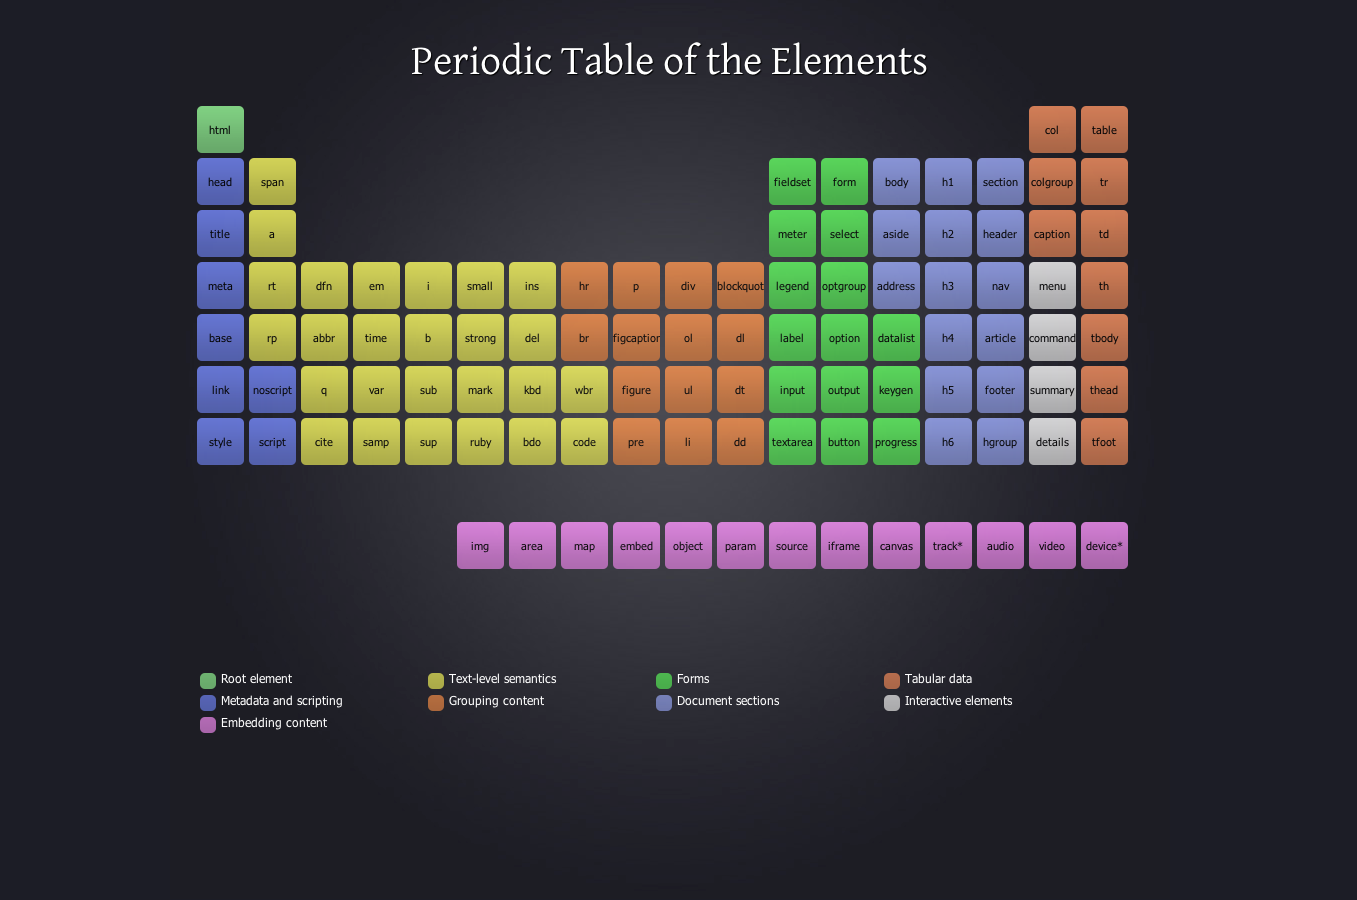 Periodic Table of the Elements
html col table
head span fieldset form body h1 section colgroup tr
title a meter select aside h2 header caption td
meta rt dfn em i small ins hr p div blockquot legend optgroup address h3 nav menu th
base rp abbr time b strong del br figcaption ol dl label option datalist h4 article command tbody
link noscript q var sub mark kbd wbr figure ul dt input output keygen h5 footer summary thead
style script cite samp sup ruby bdo code pre li dd textarea button progress h6 hgroup details tfoot
img area map embed object param source iframe canvas track* audio video device*
Root element Text-level semantics Forms Tabular data
Metadata and scripting Grouping content Document sections Interactive elements
Embedding content